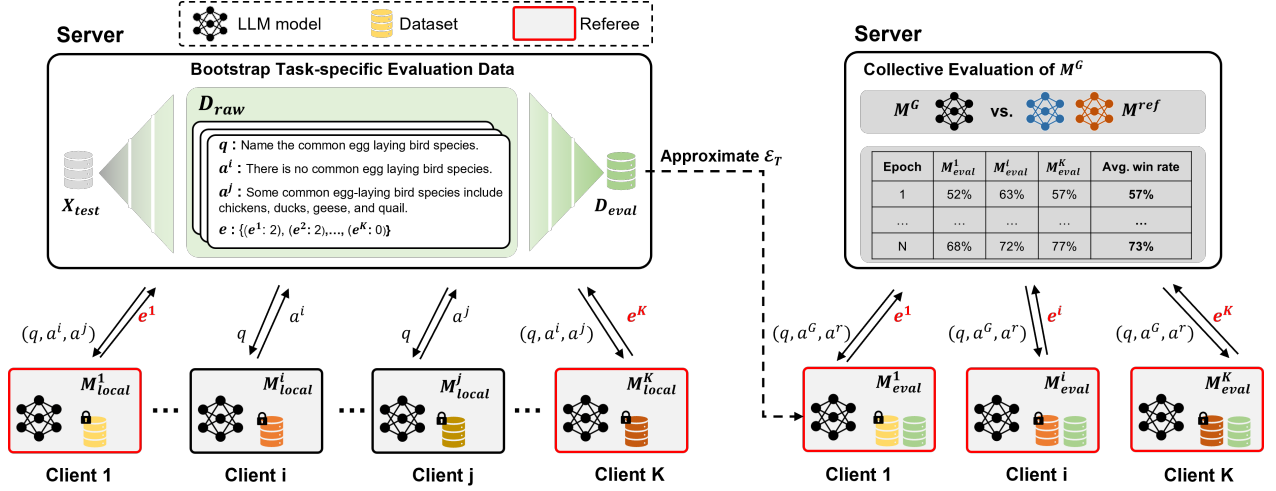 LLM model
Dataset
Referee
Server
Bootstrap Task-specific Evaluation Data
D_raw
q : Name the common egg laying bird species.
a^i : There is no common egg laying bird species.
a^j : Some common egg-laying bird species include
chickens, ducks, geese, and quail.
e : {(e^1: 2), (e^2: 2),..., (e^K: 0)}
X_test
D_eval
(q, a^i, a^j)
e^1
q
a^i
q
a^j
(q, a^i, a^j)
e^K
M^1_local
...
M^i_local
...
M^j_local
...
M^K_local
Client 1
Client i
Client j
Client K
Approximate ℰ_T
Server
Collective Evaluation of M^G
M^G vs. M^ref
Epoch M^1_eval M^i_eval M^K_eval Avg. win rate
1 52% 63% 57% 57%
... ... ... ... ...
N 68% 72% 77% 73%
(q, a^G, a^r)
e^1
(q, a^G, a^r)
e^i
(q, a^G, a^r)
e^K
M^1_eval
M^i_eval
M^K_eval
Client 1
Client i
Client K